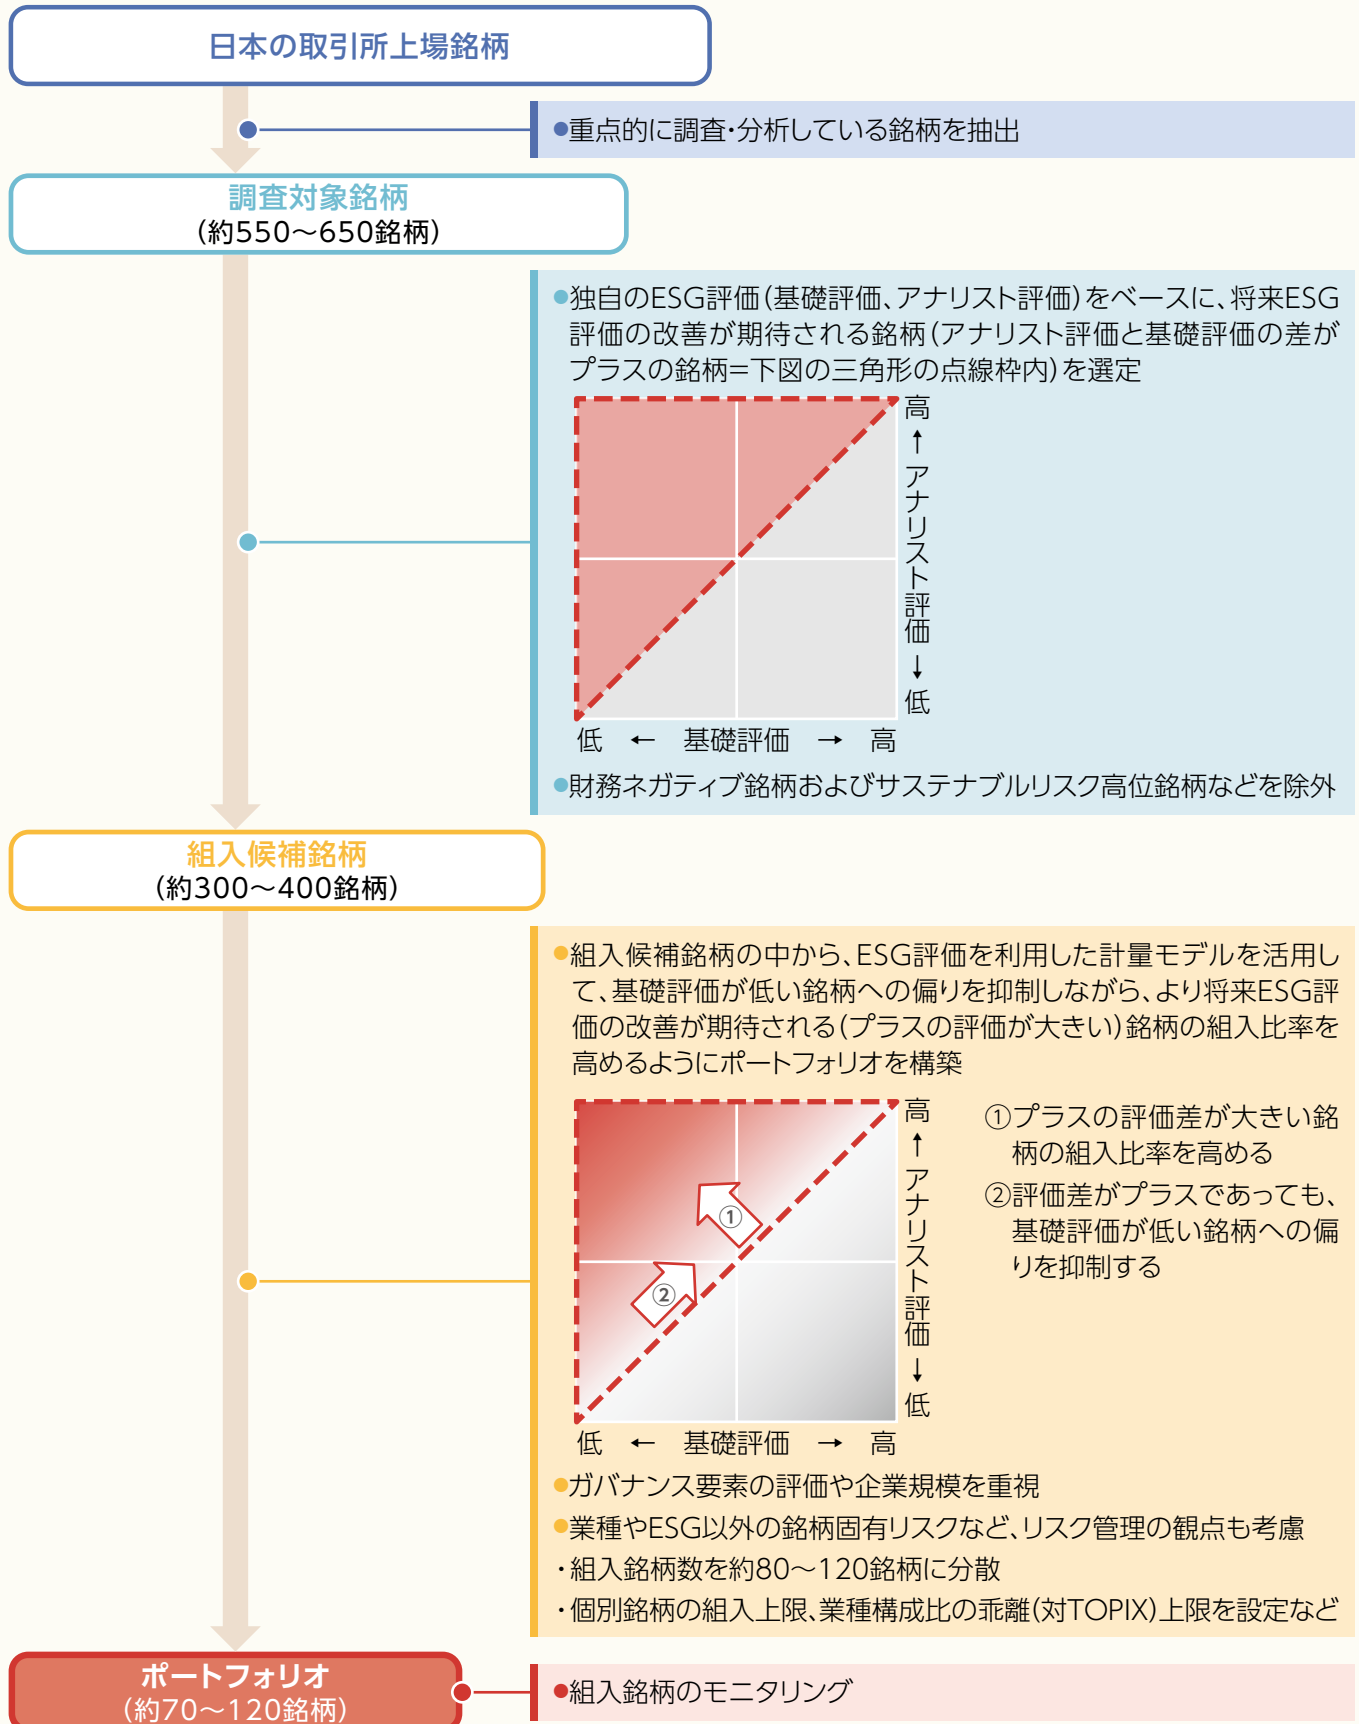 日本の取引所上場銘柄
●重点的に調査・分析している銘柄を抽出
調査対象銘柄
(約550～650銘柄)
●独自のESG評価(基礎評価、アナリスト評価)をベースに、将来ESG
評価の改善が期待される銘柄(アナリスト評価と基礎評価の差が
プラスの銘柄=下図の三角形の点線枠内)を選定
高 ↑ アナリスト評価 ↓ 低
低 ← 基礎評価 → 高
●財務ネガティブ銘柄およびサステナブルリスク高位銘柄などを除外
組入候補銘柄
(約300～400銘柄)
●組入候補銘柄の中から、ESG評価を利用した計量モデルを活用し
て、基礎評価が低い銘柄への偏りを抑制しながら、より将来ESG評
価の改善が期待される(プラスの評価が大きい)銘柄の組入比率を
高めるようにポートフォリオを構築
①
②
高 ↑ アナリスト評価 ↓ 低
低 ← 基礎評価 → 高
①プラスの評価差が大きい銘
柄の組入比率を高める
②評価差がプラスであっても、
基礎評価が低い銘柄への偏
りを抑制する
●ガバナンス要素の評価や企業規模を重視
●業種やESG以外の銘柄固有リスクなど、リスク管理の観点も考慮
・組入銘柄数を約80～120銘柄に分散
・個別銘柄の組入上限、業種構成比の乖離(対TOPIX)上限を設定など
ポートフォリオ
(約70～120銘柄)
●組入銘柄のモニタリング